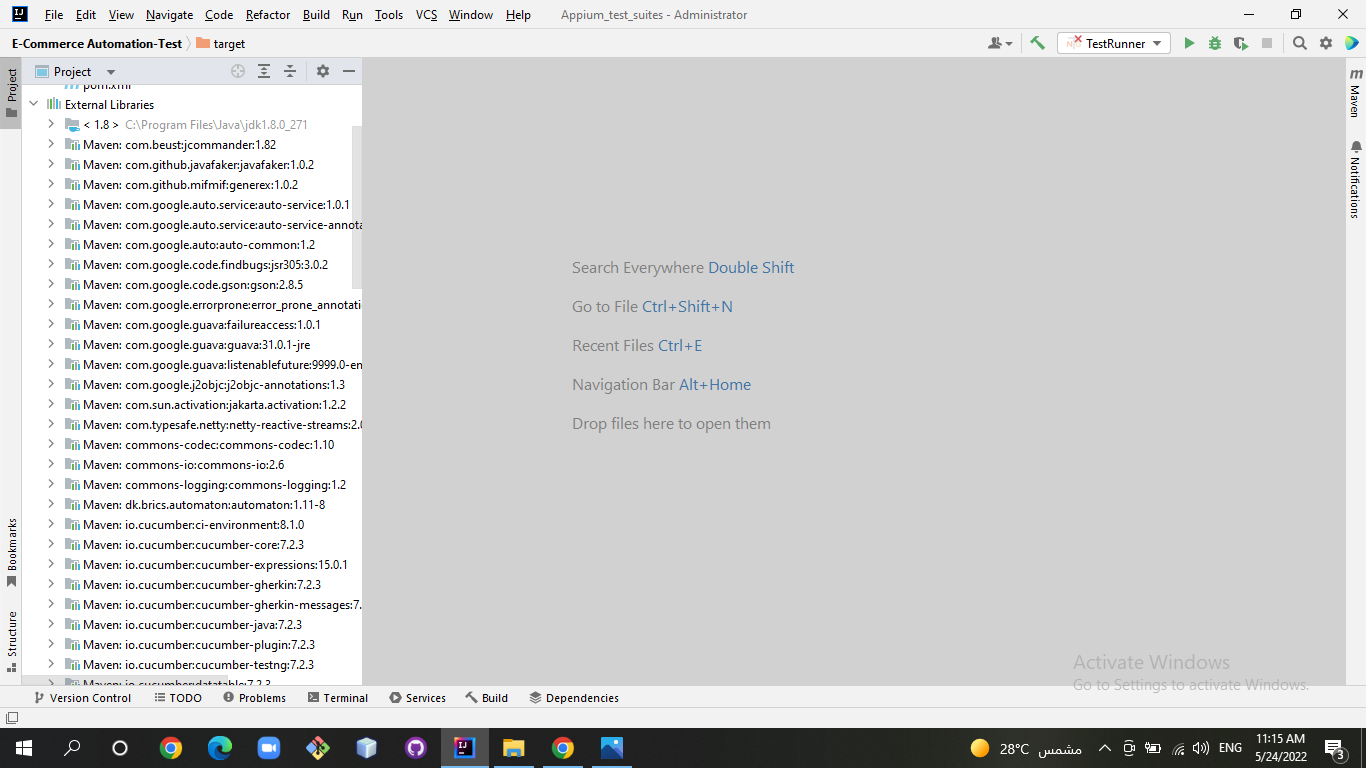 File Edit View Navigate Code Refactor Build Run Tools VCS Window Help Appium_test_suites - Administrator
E-Commerce Automation-Test target TestRunner
Project
Project
pom.xml
External Libraries
< 1.8 > C:\Program Files\Java\jdk1.8.0_271
Maven: com.beust:jcommander:1.82
Maven: com.github.javafaker:javafaker:1.0.2
Maven: com.github.mifmif:generex:1.0.2
Maven: com.google.auto.service:auto-service:1.0.1
Maven: com.google.auto.service:auto-service-annota
Maven: com.google.auto:auto-common:1.2
Maven: com.google.code.findbugs:jsr305:3.0.2
Maven: com.google.code.gson:gson:2.8.5
Maven: com.google.errorprone:error_prone_annotati
Maven: com.google.guava:failureaccess:1.0.1
Maven: com.google.guava:guava:31.0.1-jre
Maven: com.google.guava:listenablefuture:9999.0-em
Maven: com.google.j2objc:j2objc-annotations:1.3
Maven: com.sun.activation:jakarta.activation:1.2.2
Maven: com.typesafe.netty:netty-reactive-streams:2.0
Maven: commons-codec:commons-codec:1.10
Maven: commons-io:commons-io:2.6
Maven: commons-logging:commons-logging:1.2
Maven: dk.brics.automaton:automaton:1.11-8
Maven: io.cucumber:ci-environment:8.1.0
Maven: io.cucumber:cucumber-core:7.2.3
Maven: io.cucumber:cucumber-expressions:15.0.1
Maven: io.cucumber:cucumber-gherkin:7.2.3
Maven: io.cucumber:cucumber-gherkin-messages:7.
Maven: io.cucumber:cucumber-java:7.2.3
Maven: io.cucumber:cucumber-plugin:7.2.3
Maven: io.cucumber:cucumber-testng:7.2.3
Maven: io.cucumber:datatable:7.2.3
Bookmarks
Structure
Search Everywhere Double Shift
Go to File Ctrl+Shift+N
Recent Files Ctrl+E
Navigation Bar Alt+Home
Drop files here to open them
m
Maven
Notifications
Activate Windows
Go to Settings to activate Windows.
Version Control TODO Problems Terminal Services Build Dependencies
28°C مشمس ENG 11:15 AM
5/24/2022
3